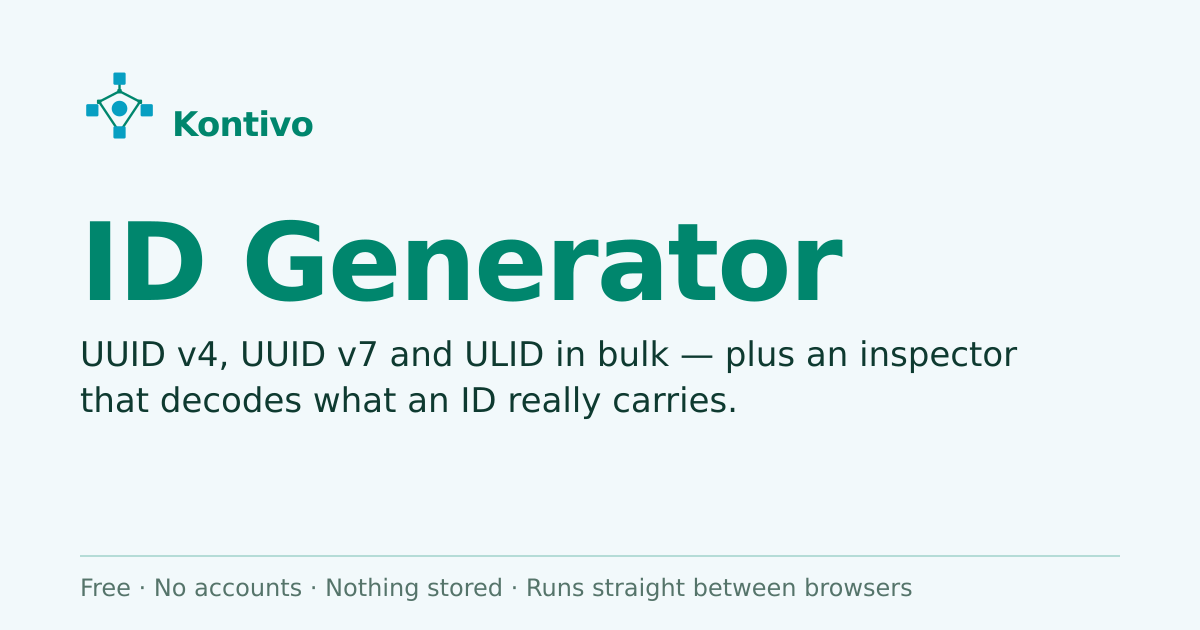 Kontivo
ID Generator
UUID v4, UUID v7 and ULID in bulk — plus an inspector
that decodes what an ID really carries.
Free · No accounts · Nothing stored · Runs straight between browsers